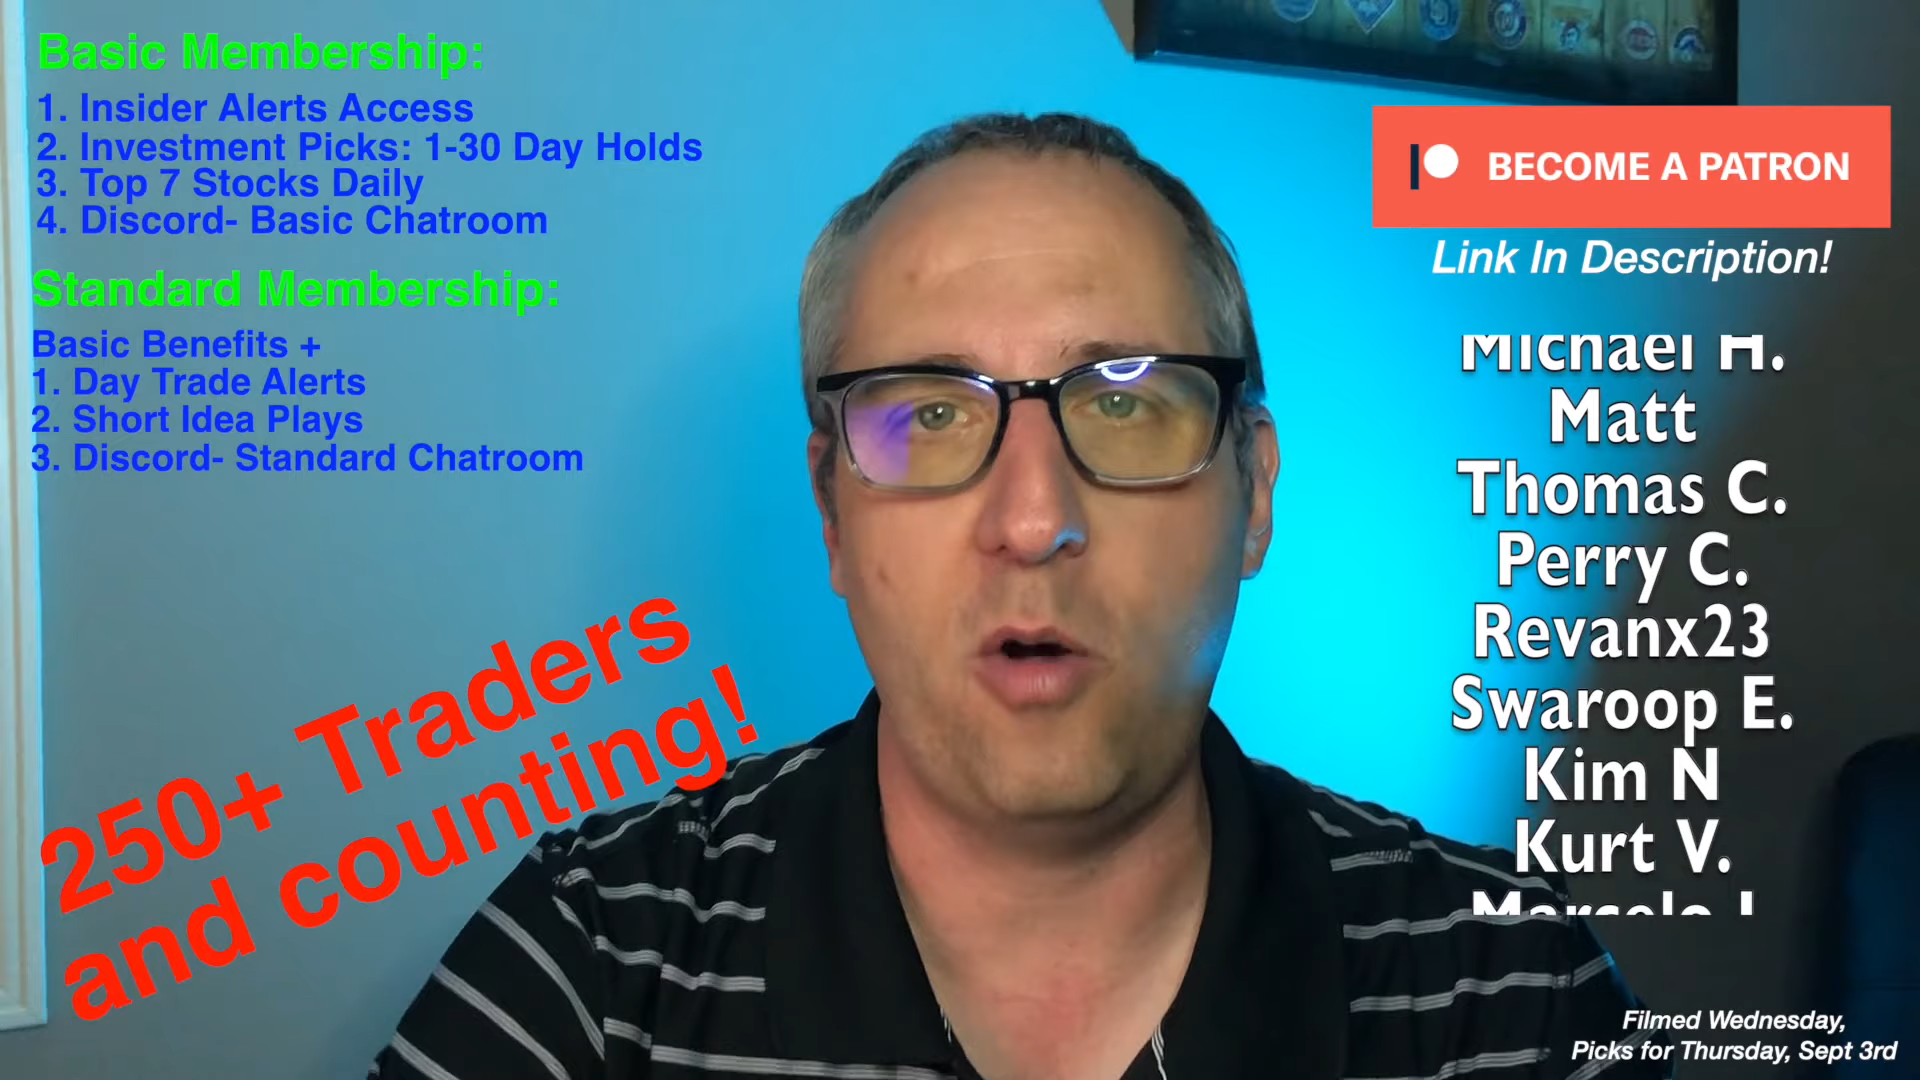 Basic Membership:
1. Insider Alerts Access
2. Investment Picks: 1-30 Day Holds
3. Top 7 Stocks Daily
4. Discord- Basic Chatroom
Standard Membership:
Basic Benefits +
1. Day Trade Alerts
2. Short Idea Plays
3. Discord- Standard Chatroom
250+ Traders
and counting!
BECOME A PATRON
Link In Description!
Michael H.
Matt
Thomas C.
Perry C.
Revanx23
Swaroop E.
Kim N
Kurt V.
Filmed Wednesday,
Picks for Thursday, Sept 3rd